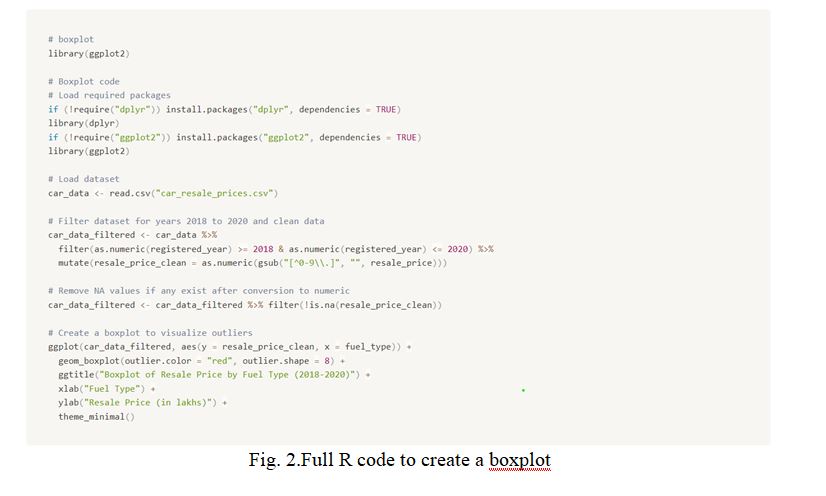 # boxplot
library(ggplot2)
# Boxplot code
# Load required packages
if (!require("dplyr")) install.packages("dplyr", dependencies = TRUE)
library(dplyr)
if (!require("ggplot2")) install.packages("ggplot2", dependencies = TRUE)
library(ggplot2)
# Load dataset
car_data <- read.csv("car_resale_prices.csv")
# Filter dataset for years 2018 to 2020 and clean data
car_data_filtered <- car_data %>%
  filter(as.numeric(registered_year) >= 2018 & as.numeric(registered_year) <= 2020) %>%
  mutate(resale_price_clean = as.numeric(gsub("[^0-9\\.]", "", resale_price)))
# Remove NA values if any exist after conversion to numeric
car_data_filtered <- car_data_filtered %>% filter(!is.na(resale_price_clean))
# Create a boxplot to visualize outliers
ggplot(car_data_filtered, aes(y = resale_price_clean, x = fuel_type)) +
  geom_boxplot(outlier.color = "red", outlier.shape = 8) +
  ggtitle("Boxplot of Resale Price by Fuel Type (2018-2020)") +
  xlab("Fuel Type") +
  ylab("Resale Price (in lakhs)") +
  theme_minimal()
Fig. 2.Full R code to create a boxplot